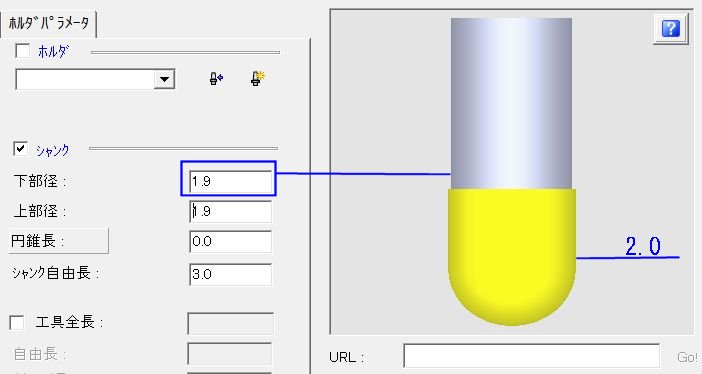 ﾎﾙﾀﾞﾊﾟﾗﾒｰﾀ
ﾎﾙﾀﾞ
ｼｬﾝｸ
下部径 : 1.9
上部径 : 1.9
円錐長 : 0.0
ｼｬﾝｸ自由長 : 3.0
工具全長 :
自由長 :
2.0
URL : Go!